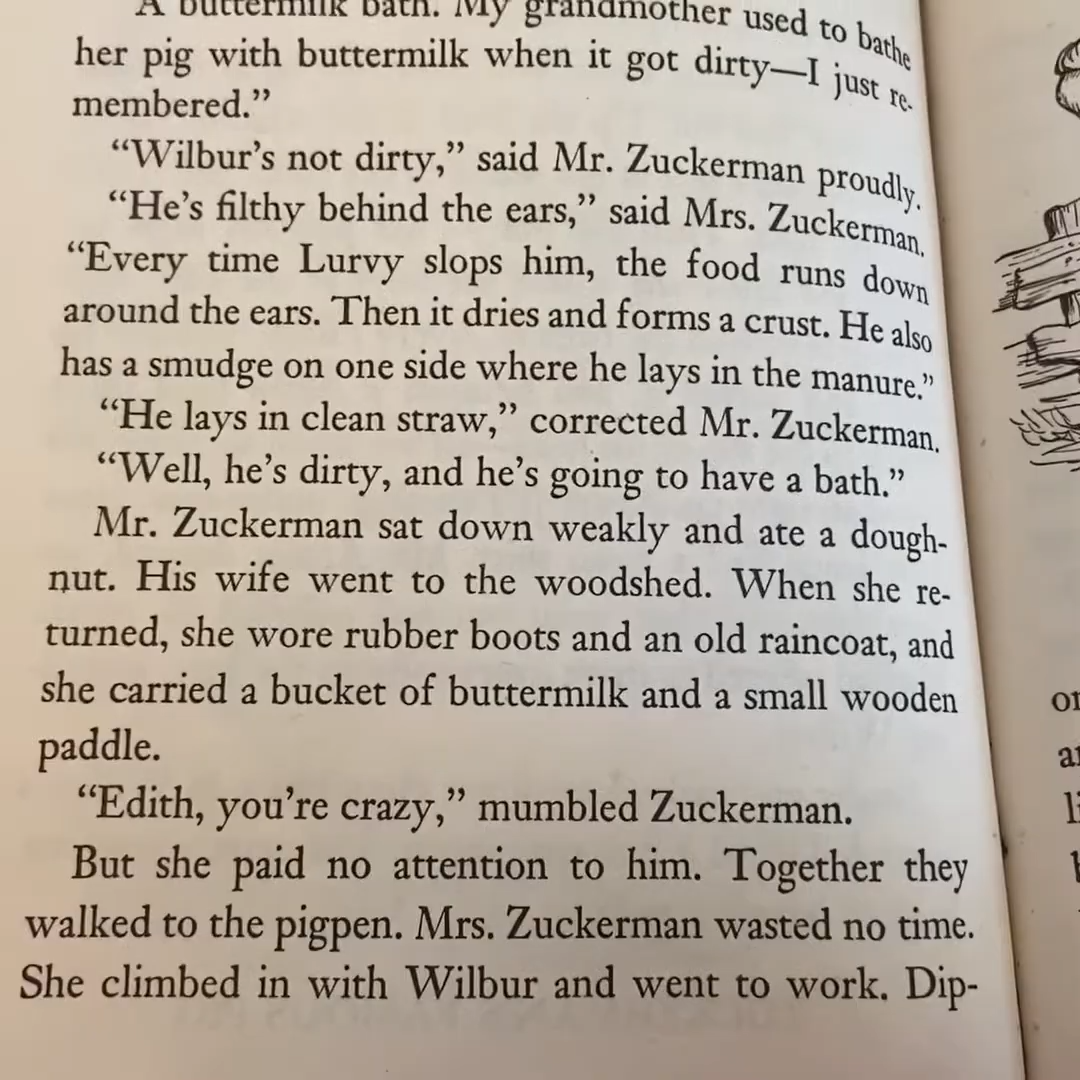 A buttermilk bath. My grandmother used to bathe
her pig with buttermilk when it got dirty—I just re-
membered.”
“Wilbur’s not dirty,” said Mr. Zuckerman proudly.
“He’s filthy behind the ears,” said Mrs. Zuckerman.
“Every time Lurvy slops him, the food runs down
around the ears. Then it dries and forms a crust. He also
has a smudge on one side where he lays in the manure.”
“He lays in clean straw,” corrected Mr. Zuckerman.
“Well, he’s dirty, and he’s going to have a bath.”
Mr. Zuckerman sat down weakly and ate a dough-
nut. His wife went to the woodshed. When she re-
turned, she wore rubber boots and an old raincoat, and
she carried a bucket of buttermilk and a small wooden
paddle.
“Edith, you’re crazy,” mumbled Zuckerman.
But she paid no attention to him. Together they
walked to the pigpen. Mrs. Zuckerman wasted no time.
She climbed in with Wilbur and went to work. Dip-